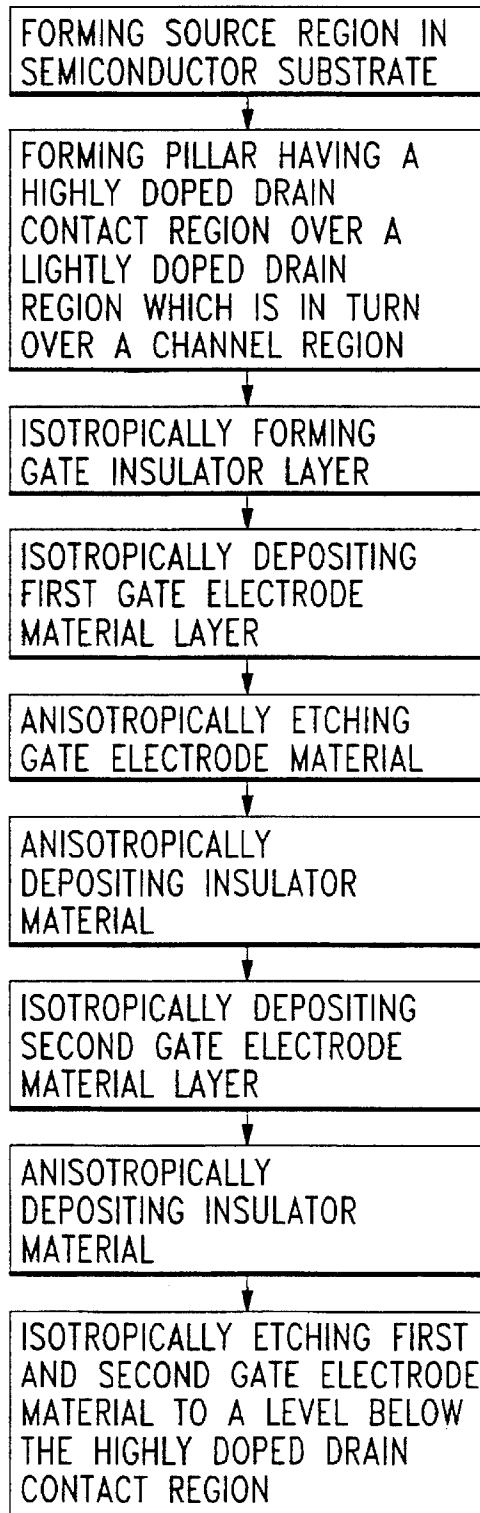 FORMING SOURCE REGION IN
SEMICONDUCTOR SUBSTRATE
FORMING PILLAR HAVING A
HIGHLY DOPED DRAIN
CONTACT REGION OVER A
LIGHTLY DOPED DRAIN
REGION WHICH IS IN TURN
OVER A CHANNEL REGION
ISOTROPICALLY FORMING
GATE INSULATOR LAYER
ISOTROPICALLY DEPOSITING
FIRST GATE ELECTRODE
MATERIAL LAYER
ANISOTROPICALLY ETCHING
GATE ELECTRODE MATERIAL
ANISOTROPICALLY
DEPOSITING INSULATOR
MATERIAL
ISOTROPICALLY DEPOSITING
SECOND GATE ELECTRODE
MATERIAL LAYER
ANISOTROPICALLY
DEPOSITING INSULATOR
MATERIAL
ISOTROPICALLY ETCHING FIRST
AND SECOND GATE ELECTRODE
MATERIAL TO A LEVEL BELOW
THE HIGHLY DOPED DRAIN
CONTACT REGION